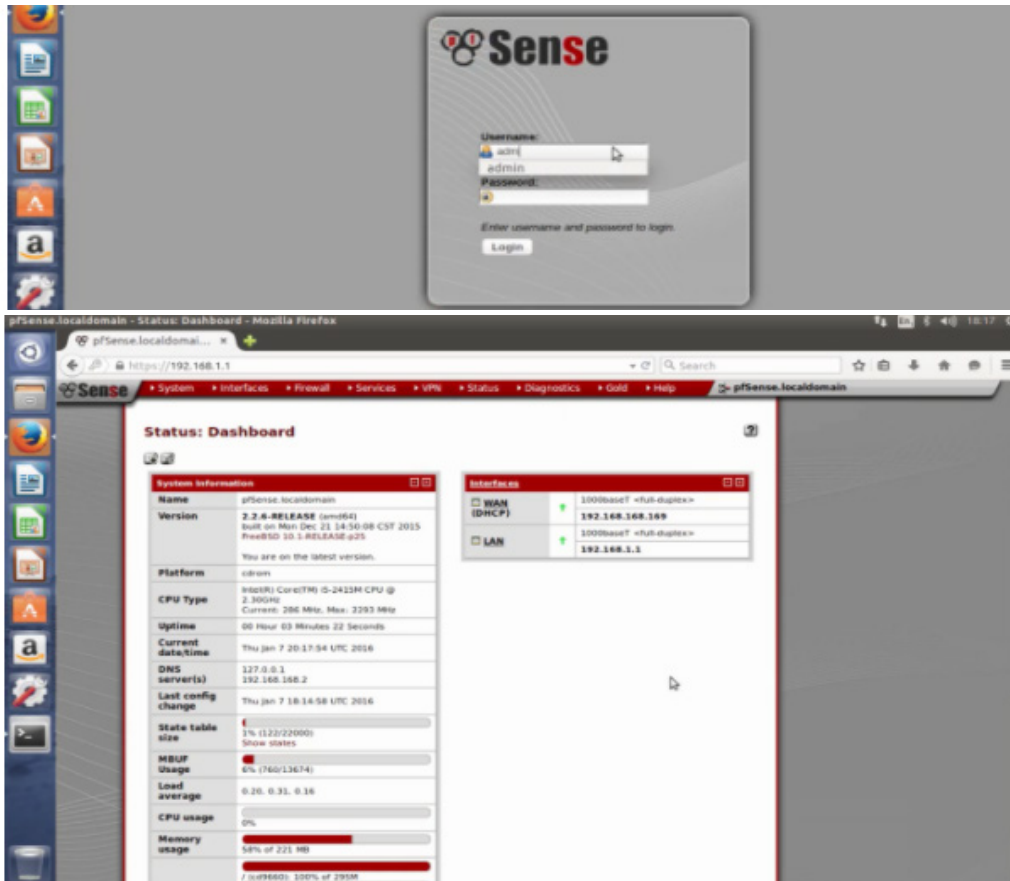 Sense
Username:
adm
admin
Password:
Enter username and password to login.
Login
pfSense.localdomain - Status: Dashboard - Mozilla Firefox
En
18:17
pfSense.localdomai... ×
https://192.168.1.1
Search
Sense
System Interfaces Firewall Services VPN Status Diagnostics Gold Help
pfSense.localdomain
Status: Dashboard
?
System Information
Name pfSense.localdomain
Version 2.2.6-RELEASE (amd64)
built on Mon Dec 21 14:50:08 CST 2015
FreeBSD 10.1-RELEASE-p25
You are on the latest version.
Platform cdrom
CPU Type Intel(R) Core(TM) i5-2415M CPU @
2.30GHz
Current: 286 MHz, Max: 2293 MHz
Uptime 00 Hour 03 Minutes 22 Seconds
Current
date/time Thu Jan 7 20:17:54 UTC 2016
DNS
server(s) 127.0.0.1
192.168.168.2
Last config
change Thu Jan 7 18:14:58 UTC 2016
State table
size 1% (122/22000)
Show states
MBUF
Usage 6% (760/13674)
Load
average 0.20, 0.31, 0.16
CPU usage 0%
Memory
usage 58% of 221 MB
/ (cd9660): 100% of 295M
Interfaces
WAN
(DHCP) 1000baseT <full-duplex>
192.168.168.169
LAN 1000baseT <full-duplex>
192.168.1.1